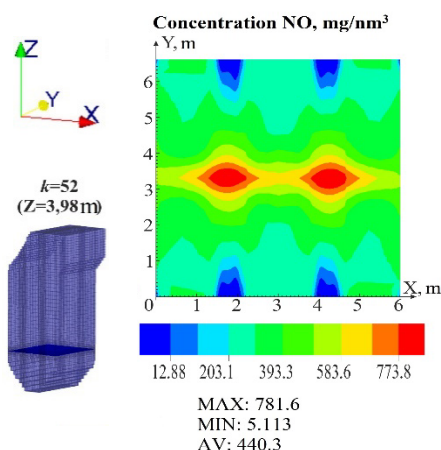 Concentration NO, mg/nm³
Z
Y
X
k=52
(Z=3,98m)
Y, m
6
5
4
3
2
1
0
X, m
0 1 2 3 4 5 6
12.88 203.1 393.3 583.6 773.8
MAX: 781.6
MIN: 5.113
AV: 440.3